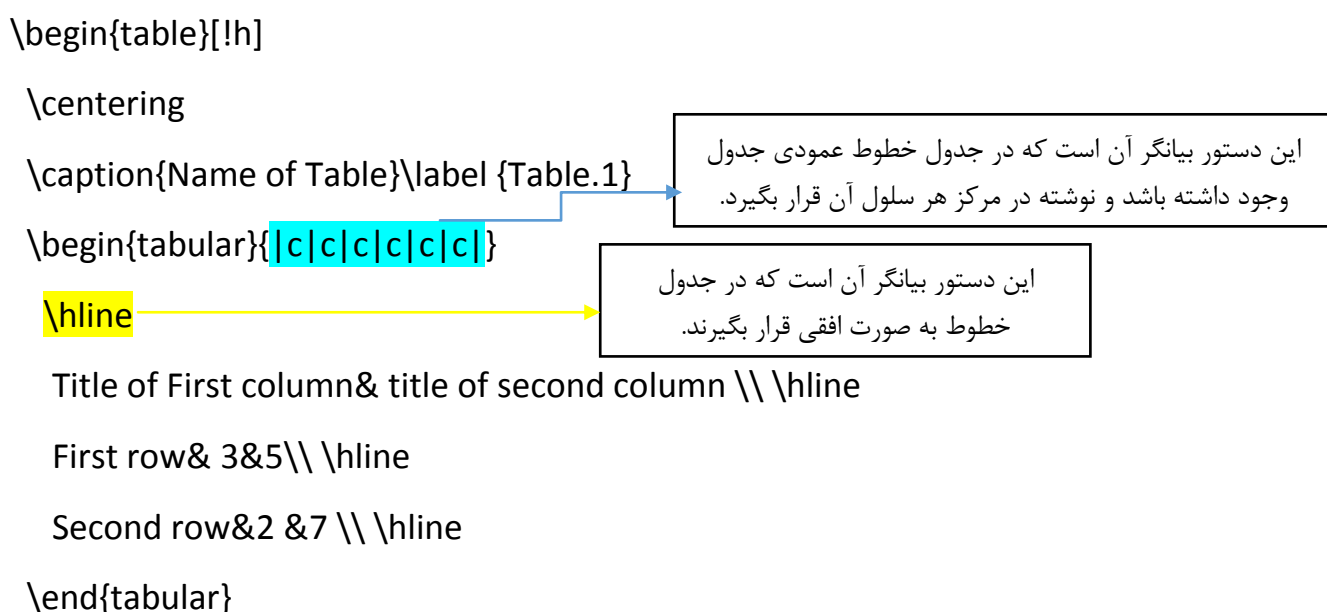 \begin{table}[!h]
\centering
\caption{Name of Table}\label {Table.1}
این دستور بیانگر آن است که در جدول خطوط عمودی جدول
وجود داشته باشد و نوشته در مرکز هر سلول آن قرار بگیرد.
\begin{tabular}{|c|c|c|c|c|c|}
\hline
این دستور بیانگر آن است که در جدول
خطوط به صورت افقی قرار بگیرند.
Title of First column& title of second column \\ \hline
First row& 3&5\\ \hline
Second row&2 &7 \\ \hline
\end{tabular}